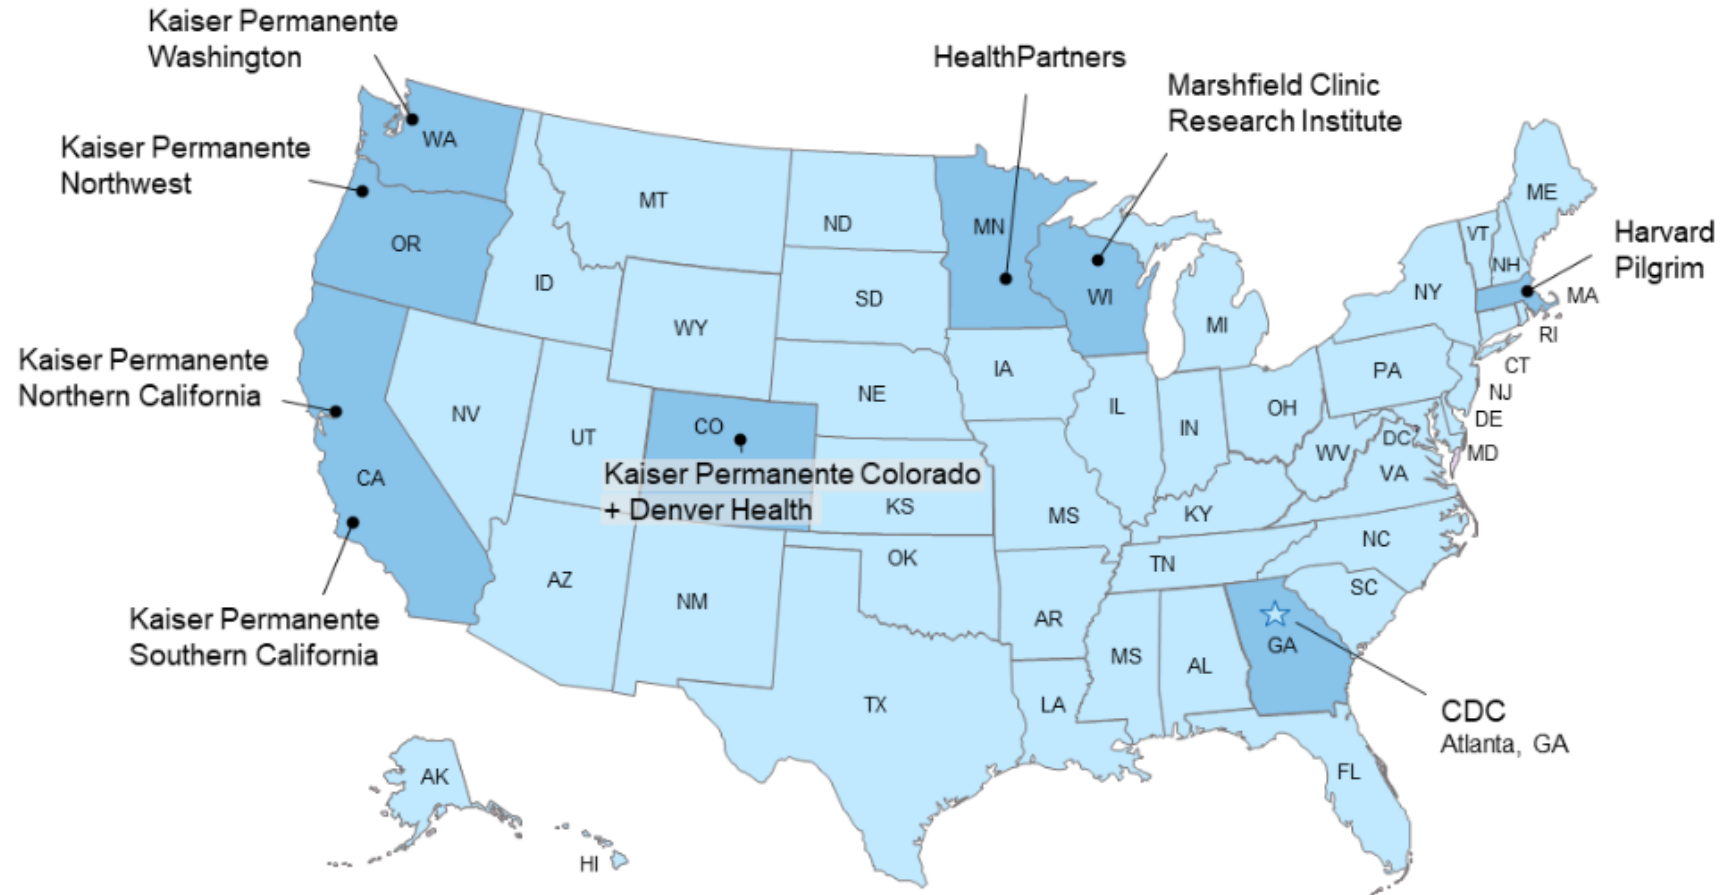 Kaiser Permanente
Washington
HealthPartners
Marshfield Clinic
Research Institute
Kaiser Permanente
Northwest
Harvard
Pilgrim
Kaiser Permanente
Northern California
Kaiser Permanente Colorado
+ Denver Health
Kaiser Permanente
Southern California
CDC
Atlanta, GA
WA
OR
CA
ID
NV
MT
WY
UT
CO
AZ
NM
ND
SD
NE
KS
OK
TX
MN
IA
MS
AR
LA
WI
IL
MI
IN
OH
KY
TN
MS
AL
GA
FL
SC
NC
VA
WV
DC
MD
DE
NJ
PA
NY
CT
RI
MA
VT
NH
ME
AK
HI